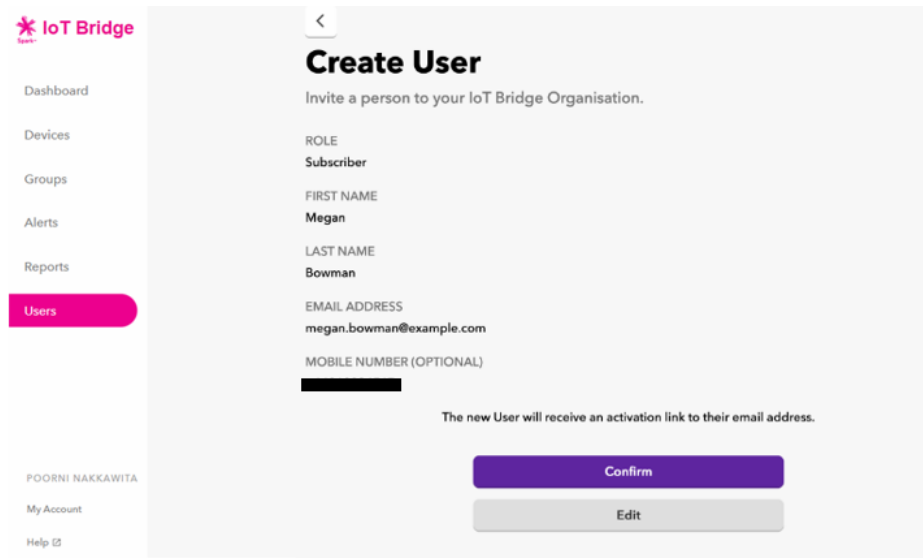 IoT Bridge
Spark
Dashboard
Devices
Groups
Alerts
Reports
Users
POORNI NAKKAWITA
My Account
Help
Create User
Invite a person to your IoT Bridge Organisation.
ROLE
Subscriber
FIRST NAME
Megan
LAST NAME
Bowman
EMAIL ADDRESS
megan.bowman@example.com
MOBILE NUMBER (OPTIONAL)
The new User will receive an activation link to their email address.
Confirm
Edit